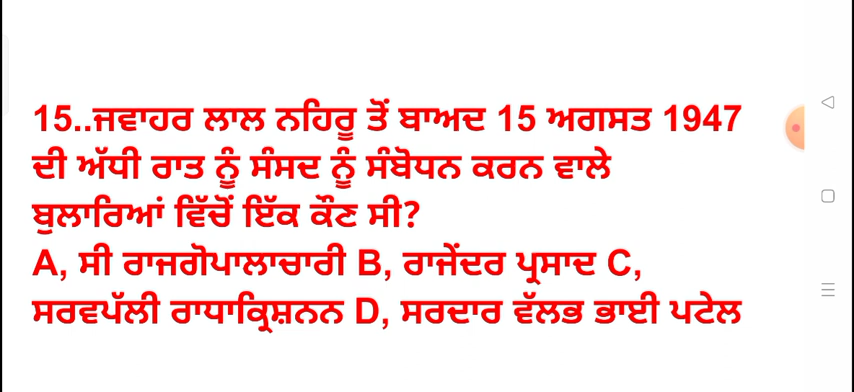 15..ਜਵਾਹਰ ਲਾਲ ਨਹਿਰੂ ਤੋਂ ਬਾਅਦ 15 ਅਗਸਤ 1947
ਦੀ ਅੱਧੀ ਰਾਤ ਨੂੰ ਸੰਸਦ ਨੂੰ ਸੰਬੋਧਨ ਕਰਨ ਵਾਲੇ
ਬੁਲਾਰਿਆਂ ਵਿੱਚੋਂ ਇੱਕ ਕੌਣ ਸੀ?
A, ਸੀ ਰਾਜਗੋਪਾਲਾਚਾਰੀ B, ਰਾਜੇਂਦਰ ਪ੍ਰਸਾਦ C,
ਸਰਵਪੱਲੀ ਰਾਧਾਕ੍ਰਿਸ਼ਨਨ D, ਸਰਦਾਰ ਵੱਲਭ ਭਾਈ ਪਟੇਲ